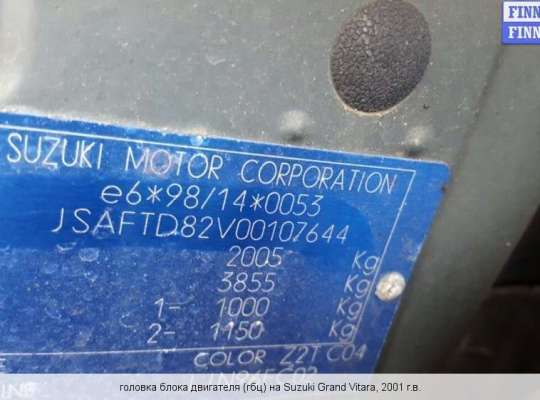 FINN
FINN
SUZUKI MOTOR CORPORATION
e6*98/14*0053
JSAFTD82V00107644
2005 Kg
3855 Kg
1- 1000 Kg
2- 1150 Kg
COLOR Z2T C04
головка блока двигателя (гбц) на Suzuki Grand Vitara, 2001 г.в.